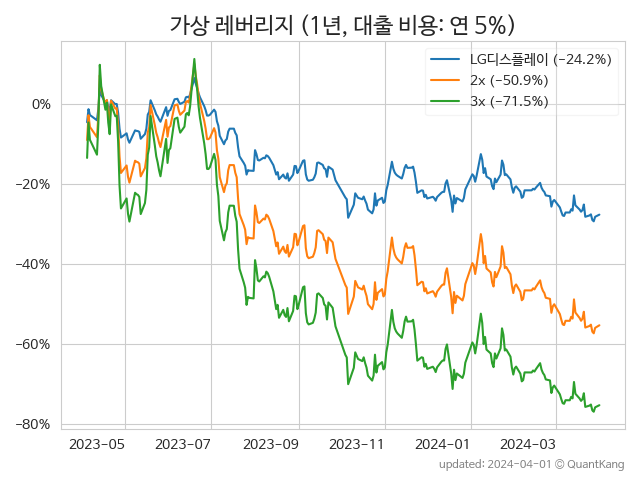 가상 레버리지 (1년, 대출 비용: 연 5%)
LG디스플레이 (−24.2%)
2x (−50.9%)
3x (−71.5%)
0%
−20%
−40%
−60%
−80%
2023-05 2023-07 2023-09 2023-11 2024-01 2024-03
updated: 2024-04-01 © QuantKang